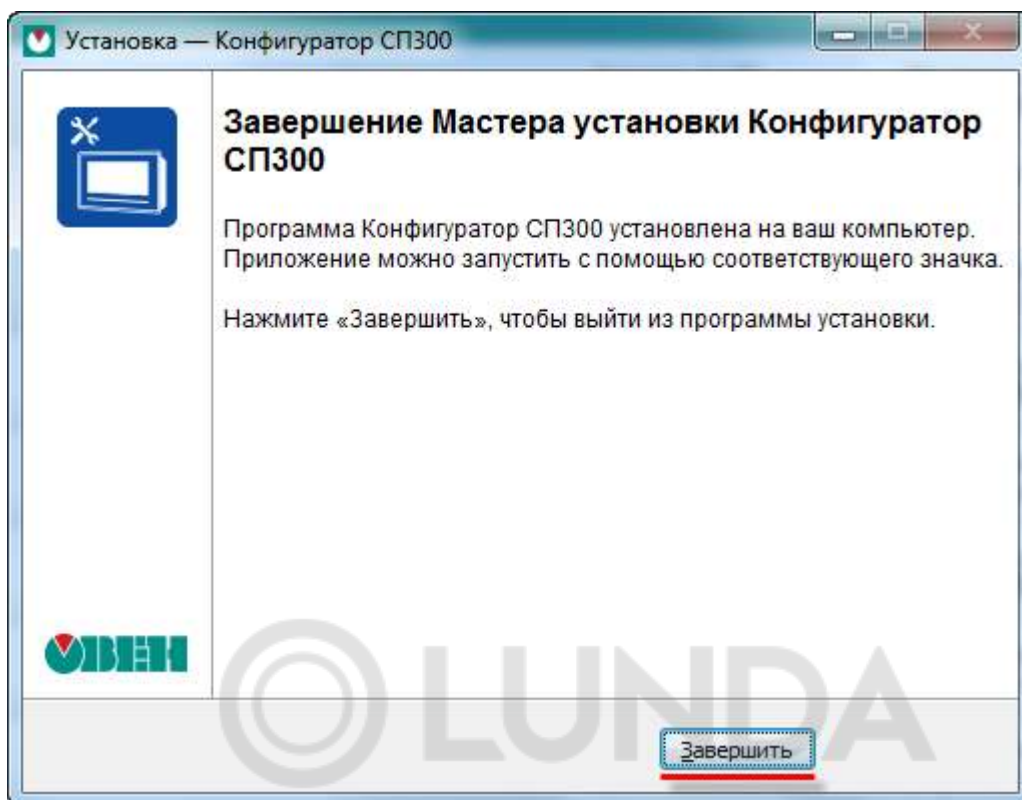 Установка — Конфигуратор СП300
Завершение Мастера установки Конфигуратор
СП300
Программа Конфигуратор СП300 установлена на ваш компьютер.
Приложение можно запустить с помощью соответствующего значка.
Нажмите «Завершить», чтобы выйти из программы установки.
ОВЕН
LUNDA
Завершить